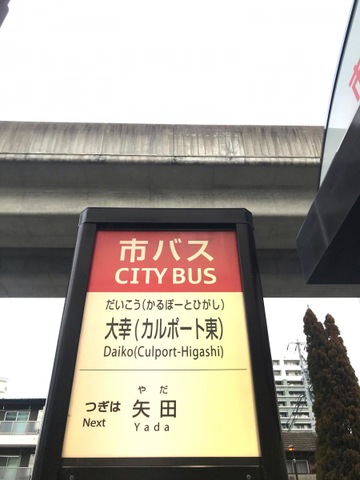 市バス
CITY BUS
だいこう(かるぽーとひがし)
大幸(カルポート東)
Daiko(Culport-Higashi)
やだ
つぎは 矢田
Next Yada
市